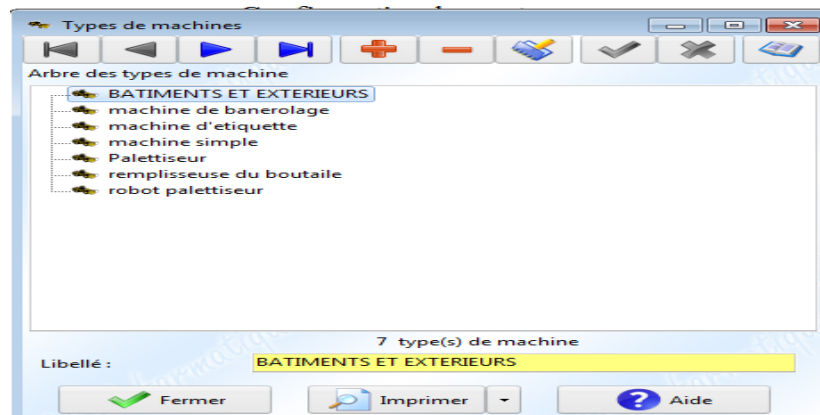 Types de machines
Arbre des types de machine
BATIMENTS ET EXTERIEURS
machine de banerolage
machine d'etiquette
machine simple
Palettiseur
remplisseuse du boutaile
robot palettiseur
7 type(s) de machine
Libellé :
BATIMENTS ET EXTERIEURS
Fermer
Imprimer
Aide